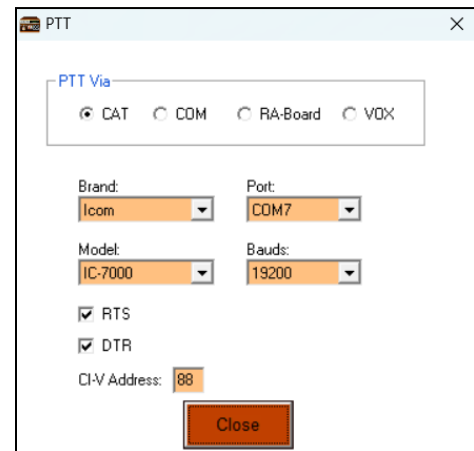 PTT
PTT Via
CAT COM RA-Board VOX
Brand: Port:
Icom COM7
Model: Bauds:
IC-7000 19200
RTS
DTR
CI-V Address: 88
Close